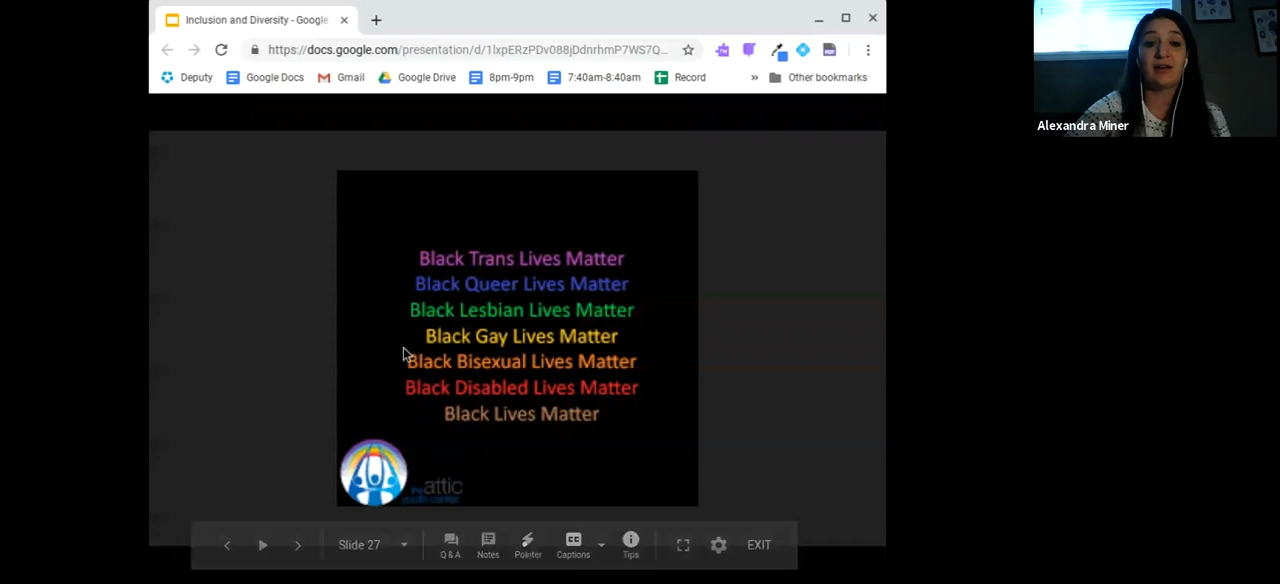 Inclusion and Diversity - Google
https://docs.google.com/presentation/d/1lxpERzPDv088jDdnrhmP7WS7Q...
Deputy
Google Docs
Gmail
Google Drive
8pm-9pm
7:40am-8:40am
Record
»
Other bookmarks
Alexandra Miner
Black Trans Lives Matter
Black Queer Lives Matter
Black Lesbian Lives Matter
Black Gay Lives Matter
Black Bisexual Lives Matter
Black Disabled Lives Matter
Black Lives Matter
the attic
youth center
Slide 27
Q & A
Notes
Pointer
Captions
Tips
EXIT